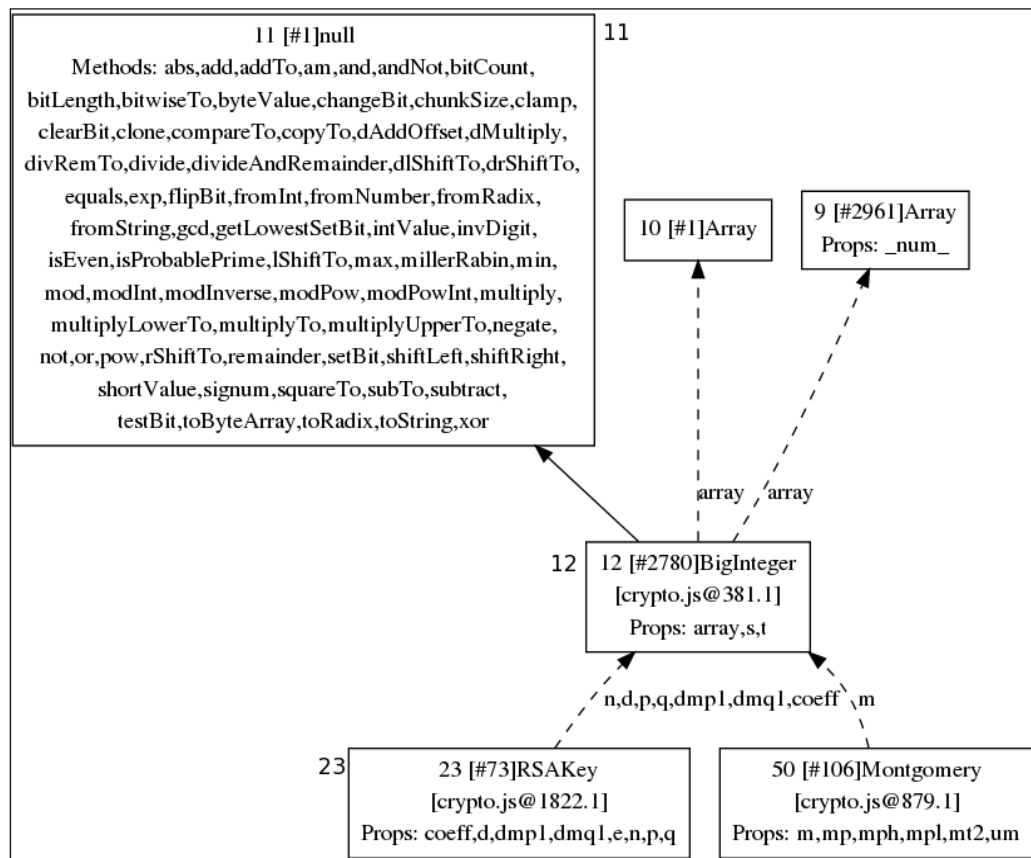 11 [#1]null
11
Methods: abs,add,addTo,am,and,andNot,bitCount,
bitLength,bitwiseTo,byteValue,changeBit,chunkSize,clamp,
clearBit,clone,compareTo,copyTo,dAddOffset,dMultiply,
divRemTo,divide,divideAndRemainder,dlShiftTo,drShiftTo,
equals,exp,flipBit,fromInt,fromNumber,fromRadix,
fromString,gcd,getLowestSetBit,intValue,invDigit,
isEven,isProbablePrime,lShiftTo,max,millerRabin,min,
mod,modInt,modInverse,modPow,modPowInt,multiply,
multiplyLowerTo,multiplyTo,multiplyUpperTo,negate,
not,or,pow,rShiftTo,remainder,setBit,shiftLeft,shiftRight,
shortValue,signum,squareTo,subTo,subtract,
testBit,toByteArray,toRadix,toString,xor
10 [#1]Array
9 [#2961]Array
Props: _num_
array
array
12
12 [#2780]BigInteger
[crypto.js@381.1]
Props: array,s,t
n,d,p,q,dmp1,dmq1,coeff
m
23
23 [#73]RSAKey
[crypto.js@1822.1]
Props: coeff,d,dmp1,dmq1,e,n,p,q
50 [#106]Montgomery
[crypto.js@879.1]
Props: m,mp,mph,mpl,mt2,um